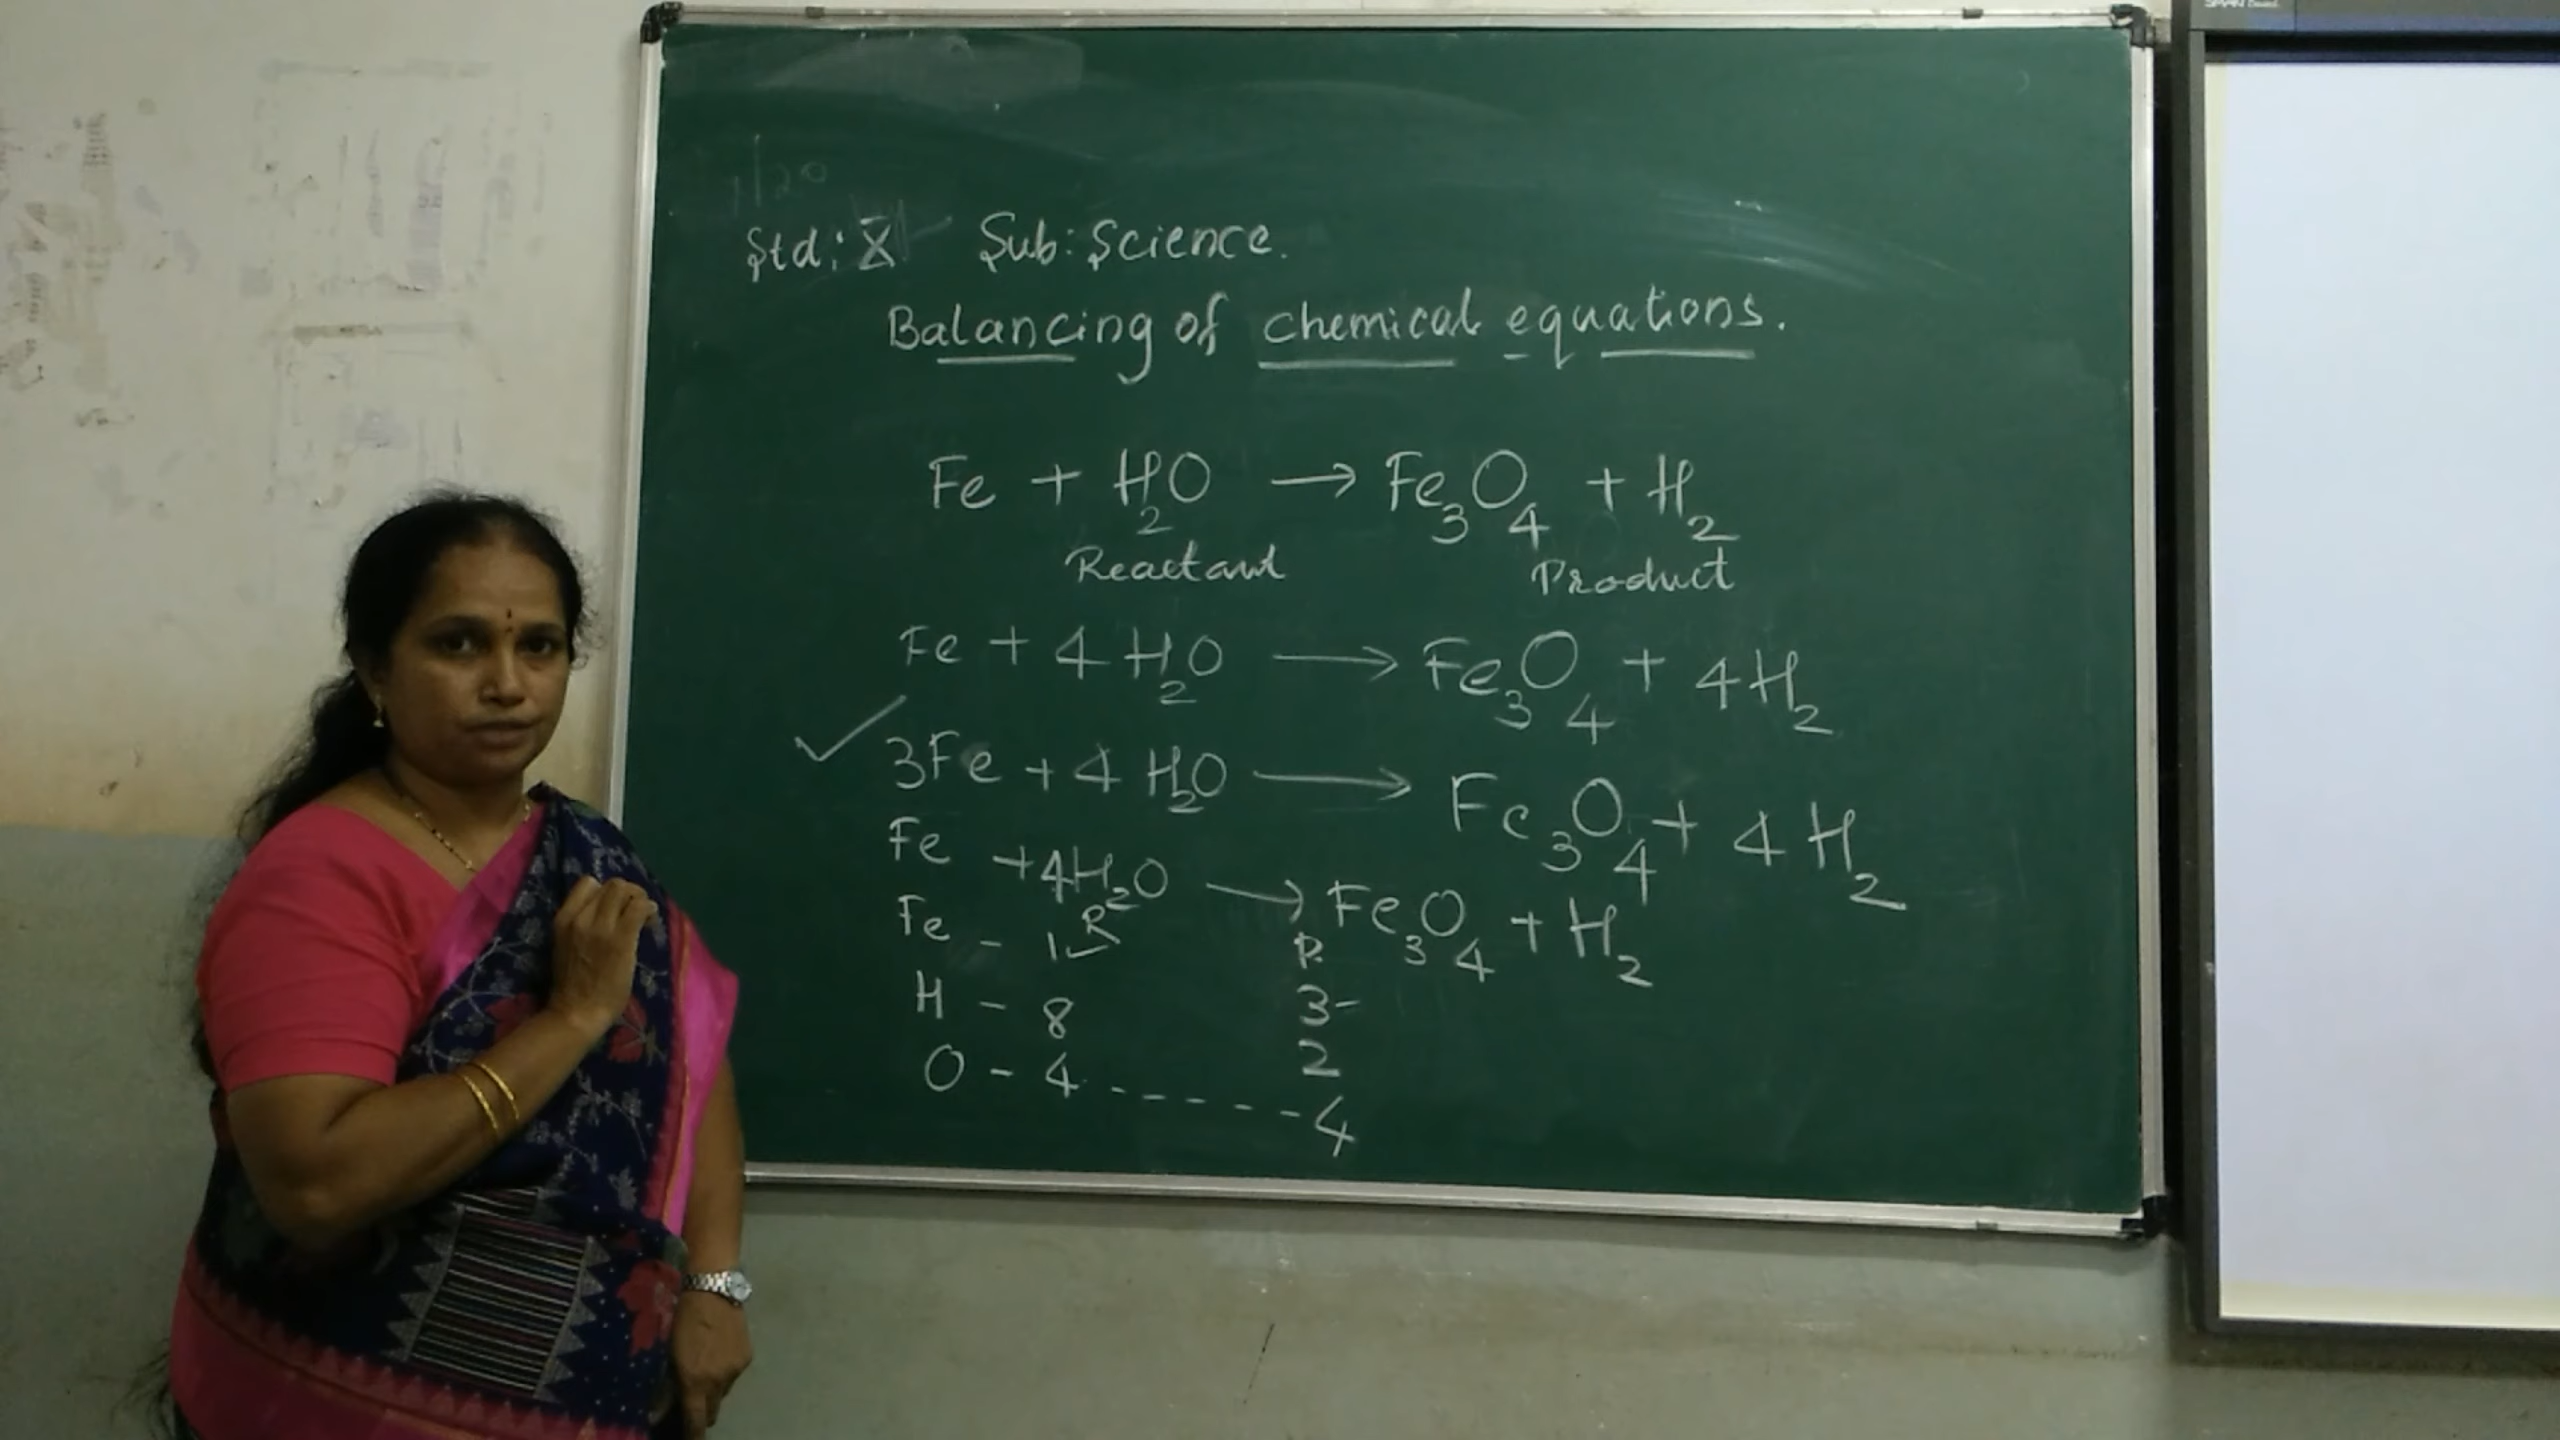 Std: X Sub: Science.
Balancing of chemical equations.
Fe + H₂O → Fe₃O₄ + H₂
Reactant Product
Fe + 4 H₂O → Fe₃O₄ + 4H₂
✓ 3Fe + 4 H₂O → Fe₃O₄ + 4 H₂
Fe + 4H₂O → Fe₃O₄ + H₂
R P.
Fe - 1 ✓ 3-
H - 8 2
O - 4 - - - - - - 4